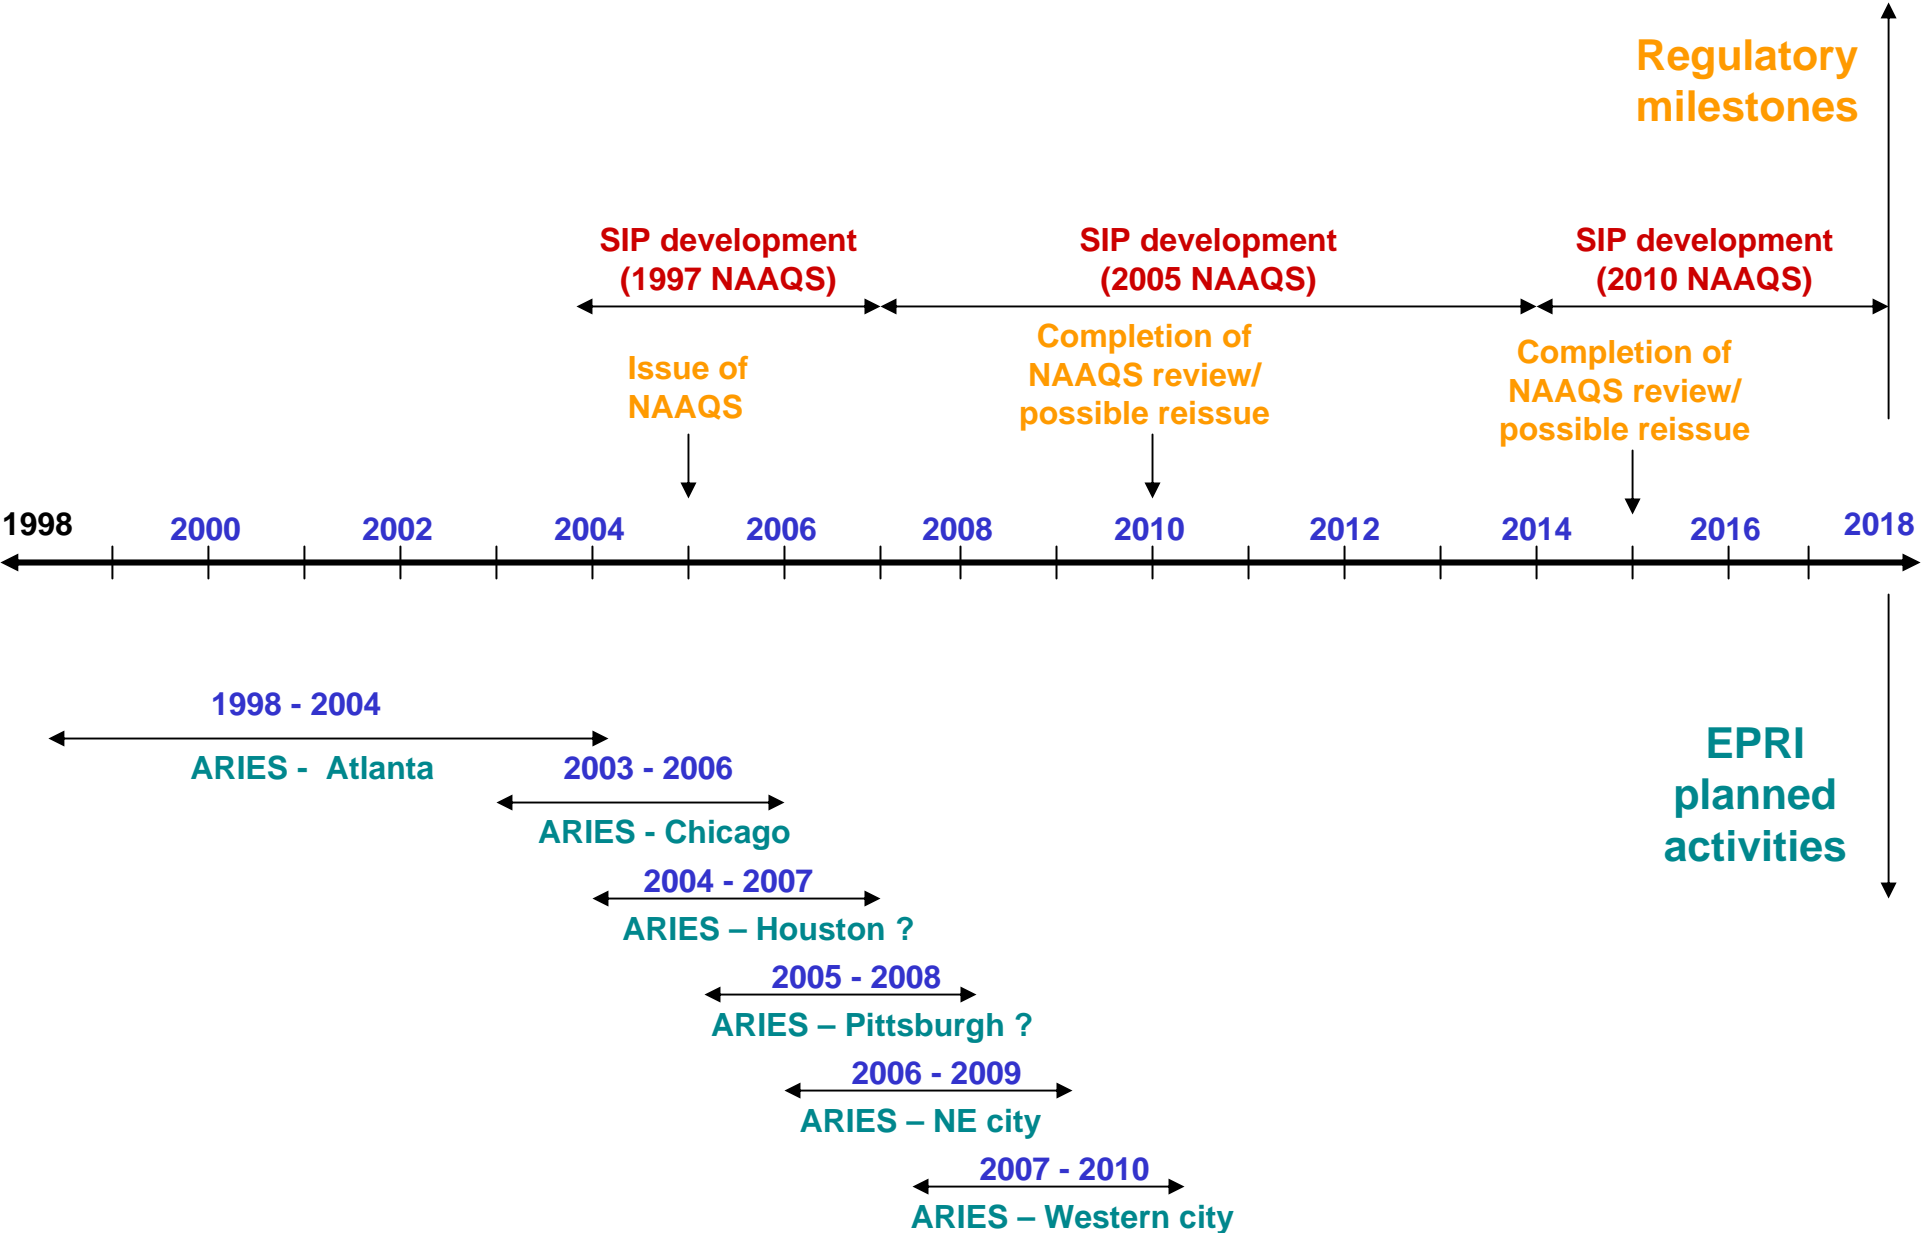 Regulatory
milestones
SIP development
(1997 NAAQS)
SIP development
(2005 NAAQS)
SIP development
(2010 NAAQS)
Issue of
NAAQS
Completion of
NAAQS review/
possible reissue
Completion of
NAAQS review/
possible reissue
1998 2000 2002 2004 2006 2008 2010 2012 2014 2016 2018
1998 - 2004
ARIES - Atlanta
2003 - 2006
ARIES - Chicago
2004 - 2007
ARIES – Houston ?
2005 - 2008
ARIES – Pittsburgh ?
2006 - 2009
ARIES – NE city
2007 - 2010
ARIES – Western city
EPRI
planned
activities